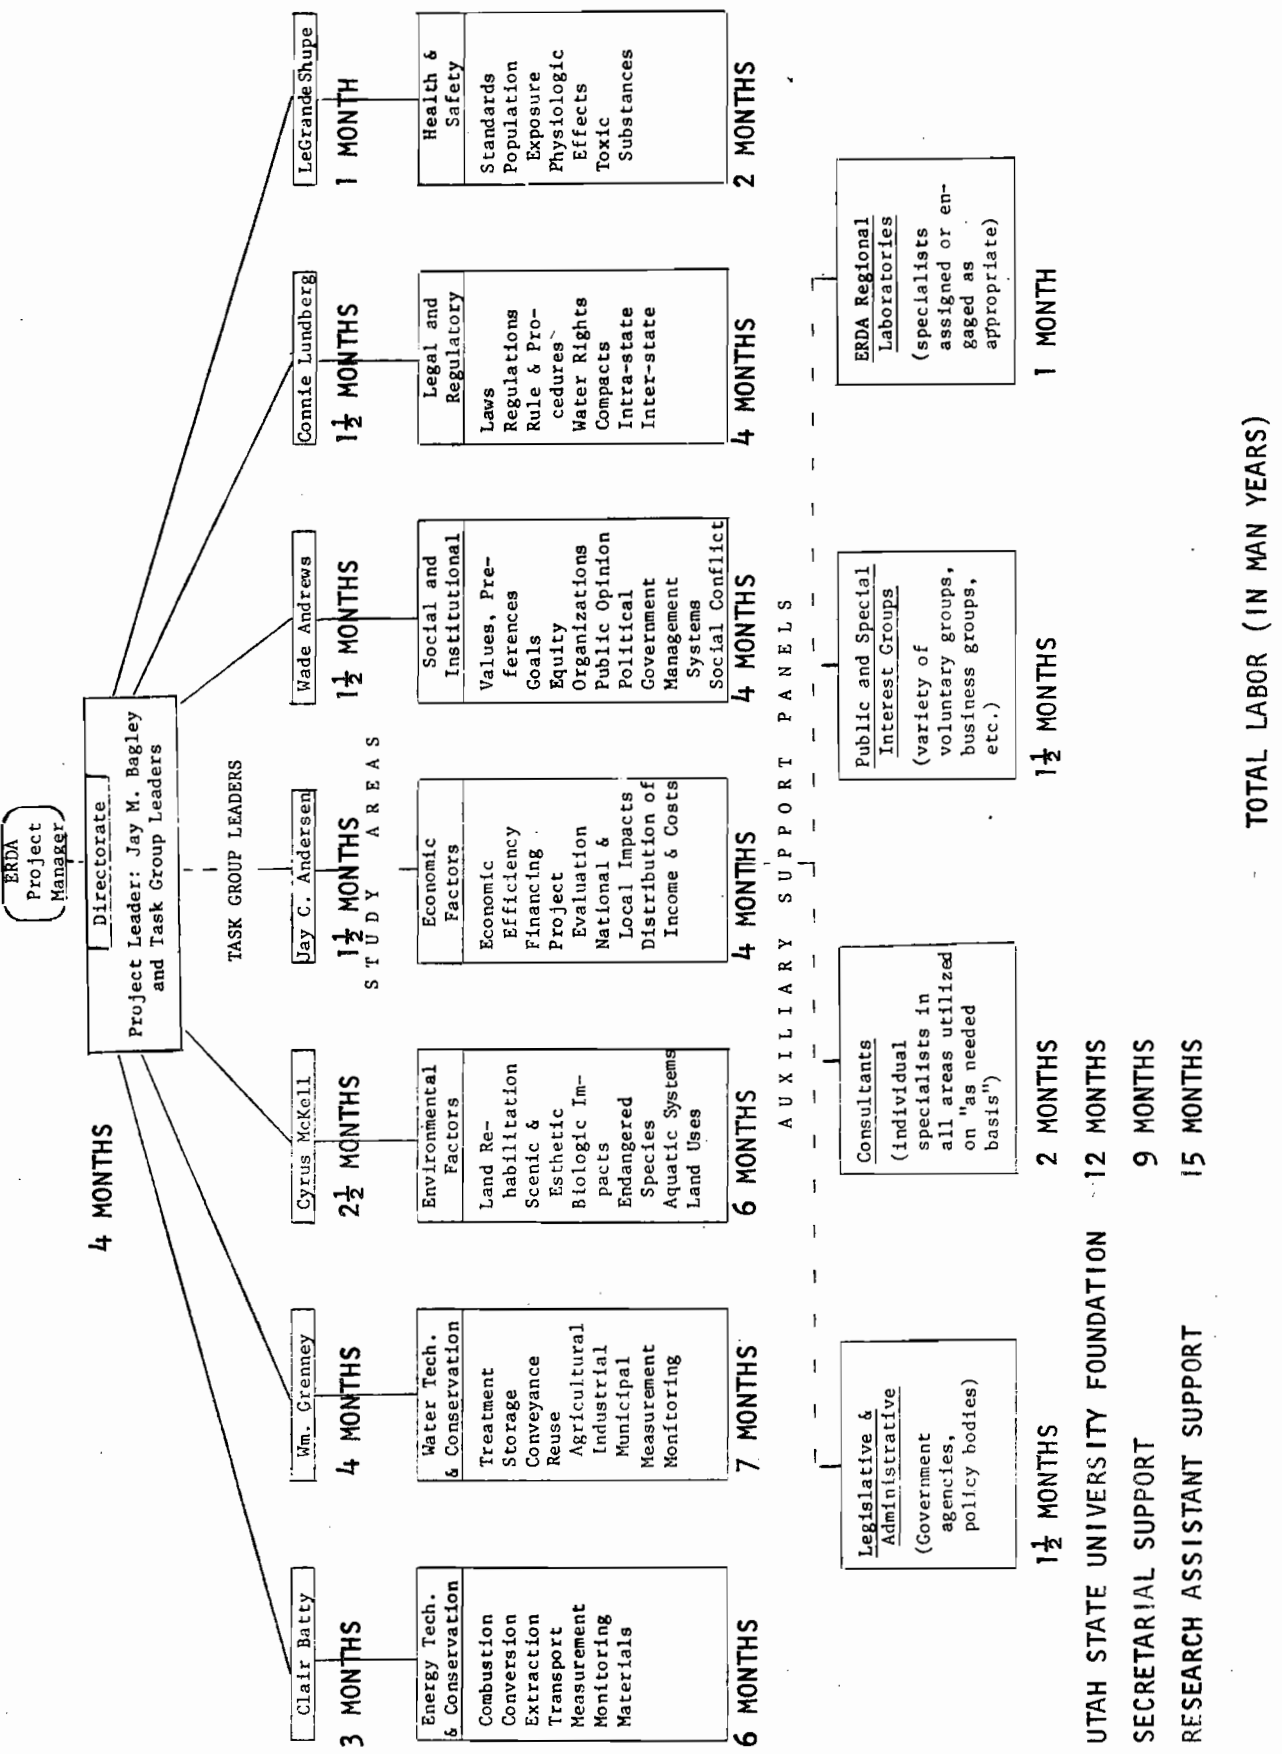 ERDA
Project
Manager
Directorate
Project Leader: Jay M. Bagley
and Task Group Leaders
4 MONTHS
TASK GROUP LEADERS
Clair Batty
3 MONTHS
Wm. Grenney
4 MONTHS
Cyrus McKell
2½ MONTHS
Jay C. Andersen
1½ MONTHS
Wade Andrews
1½ MONTHS
Connie Lundberg
1½ MONTHS
LeGrande Shupe
1 MONTH
STUDY AREAS
Energy Tech.
& Conservation
Combustion
Conversion
Extraction
Transport
Measurement
Monitoring
Materials
6 MONTHS
Water Tech.
& Conservation
Treatment
Storage
Conveyance
Reuse
Agricultural
Industrial
Municipal
Measurement
Monitoring
7 MONTHS
Environmental
Factors
Land Re-
habilitation
Scenic &
Esthetic
Biologic Im-
pacts
Endangered
Species
Aquatic Systems
Land Uses
6 MONTHS
Economic
Factors
Economic
Efficiency
Financing
Project
Evaluation
National &
Local Impacts
Distribution of
Income & Costs
4 MONTHS
Social and
Institutional
Values, Pre-
ferences
Goals
Equity
Organizations
Public Opinion
Political
Government
Management
Systems
Social Conflict
4 MONTHS
Legal and
Regulatory
Laws
Regulations
Rule & Pro-
cedures
Water Rights
Compacts
Intra-state
Inter-state
4 MONTHS
Health &
Safety
Standards
Population
Exposure
Physiologic
Effects
Toxic
Substances
2 MONTHS
AUXILIARY SUPPORT PANELS
Legislative &
Administrative
(Government
agencies,
policy bodies)
1½ MONTHS
Consultants
(individual
specialists in
all areas utilized
on "as needed
basis")
2 MONTHS
Public and Special
Interest Groups
(variety of
voluntary groups,
business groups,
etc.)
1½ MONTHS
ERDA Regional
Laboratories
(specialists
assigned or en-
gaged as
appropriate)
1 MONTH
UTAH STATE UNIVERSITY FOUNDATION 12 MONTHS
SECRETARIAL SUPPORT 9 MONTHS
RESEARCH ASSISTANT SUPPORT 15 MONTHS
TOTAL LABOR (IN MAN YEARS)